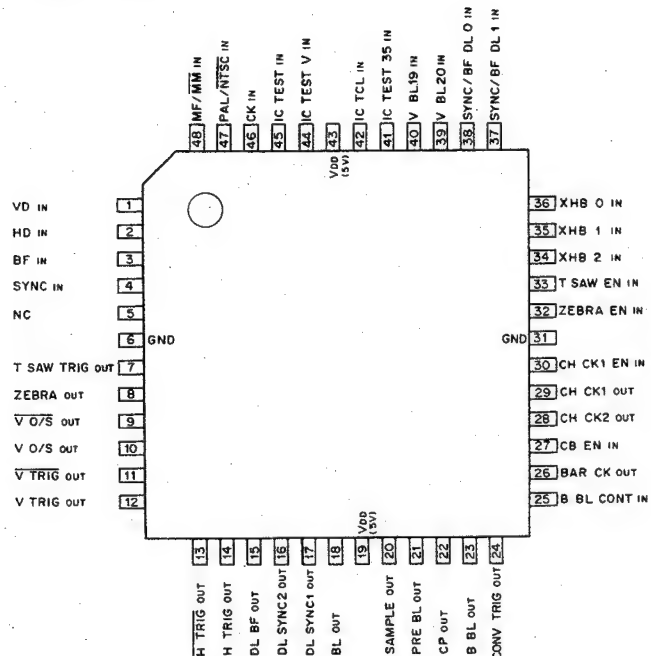 48 MF/MM IN
47 PAL/NTSC IN
46 CK IN
45 IC TEST IN
44 IC TEST V IN
43 VDD (5V)
42 IC TCL IN
41 IC TEST 35 IN
40 V BL19 IN
39 V BL20 IN
38 SYNC/BF DL 0 IN
37 SYNC/BF DL 1 IN
VD IN 1
HD IN 2
BF IN 3
SYNC IN 4
NC 5
6 GND
T SAW TRIG OUT 7
ZEBRA OUT 8
V O/S OUT 9
V O/S OUT 10
V TRIG OUT 11
V TRIG OUT 12
36 XHB 0 IN
35 XHB 1 IN
34 XHB 2 IN
33 T SAW EN IN
32 ZEBRA EN IN
GND 31
30 CH CK1 EN IN
29 CH CK1 OUT
28 CH CK2 OUT
27 CB EN IN
26 BAR CK OUT
25 B BL CONT IN
H TRIG OUT 13
H TRIG OUT 14
DL BF OUT 15
DL SYNC2 OUT 16
DL SYNC1 OUT 17
BL OUT 18
VDD (5V) 19
SAMPLE OUT 20
PRE BL OUT 21
CP OUT 22
B BL OUT 23
CONV TRIG OUT 24